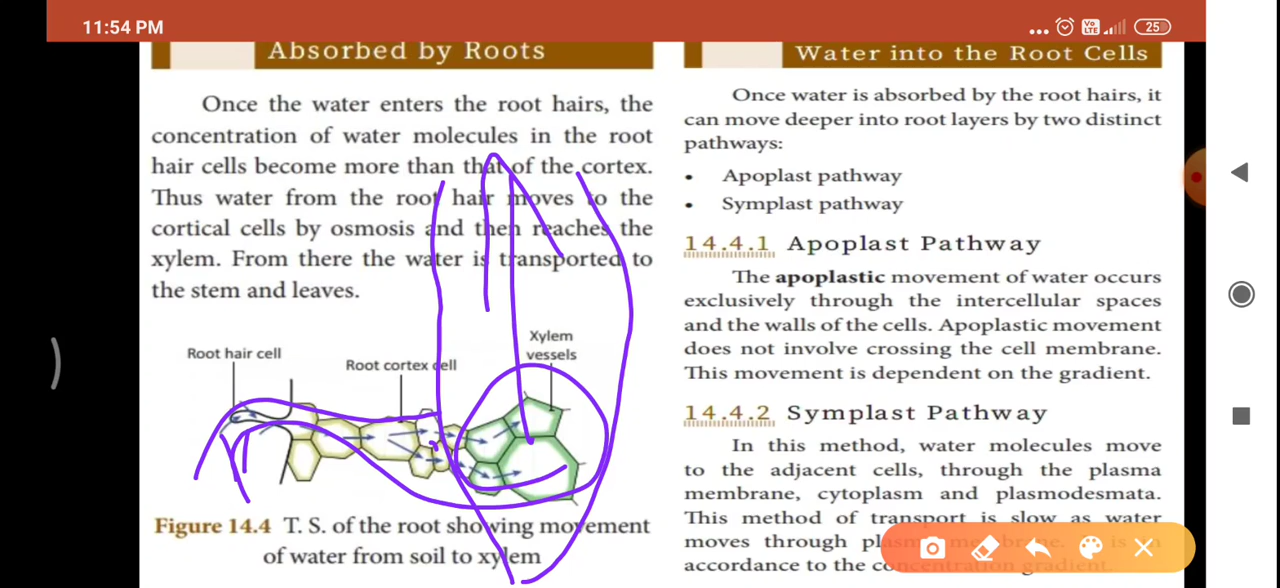 11:54 PM
Vo
LTE
25
Absorbed by Roots
Once the water enters the root hairs, the
concentration of water molecules in the root
hair cells become more than that of the cortex.
Thus water from the root hair moves to the
cortical cells by osmosis and then reaches the
xylem. From there the water is transported to
the stem and leaves.
Root hair cell
Root cortex cell
Xylem
vessels
Figure 14.4 T. S. of the root showing movement
of water from soil to xylem
Water into the Root Cells
Once water is absorbed by the root hairs, it
can move deeper into root layers by two distinct
pathways:
• Apoplast pathway
• Symplast pathway
14.4.1 Apoplast Pathway
The apoplastic movement of water occurs
exclusively through the intercellular spaces
and the walls of the cells. Apoplastic movement
does not involve crossing the cell membrane.
This movement is dependent on the gradient.
14.4.2 Symplast Pathway
In this method, water molecules move
to the adjacent cells, through the plasma
membrane, cytoplasm and plasmodesmata.
This method of transport is slow as water
moves through
accordance to the